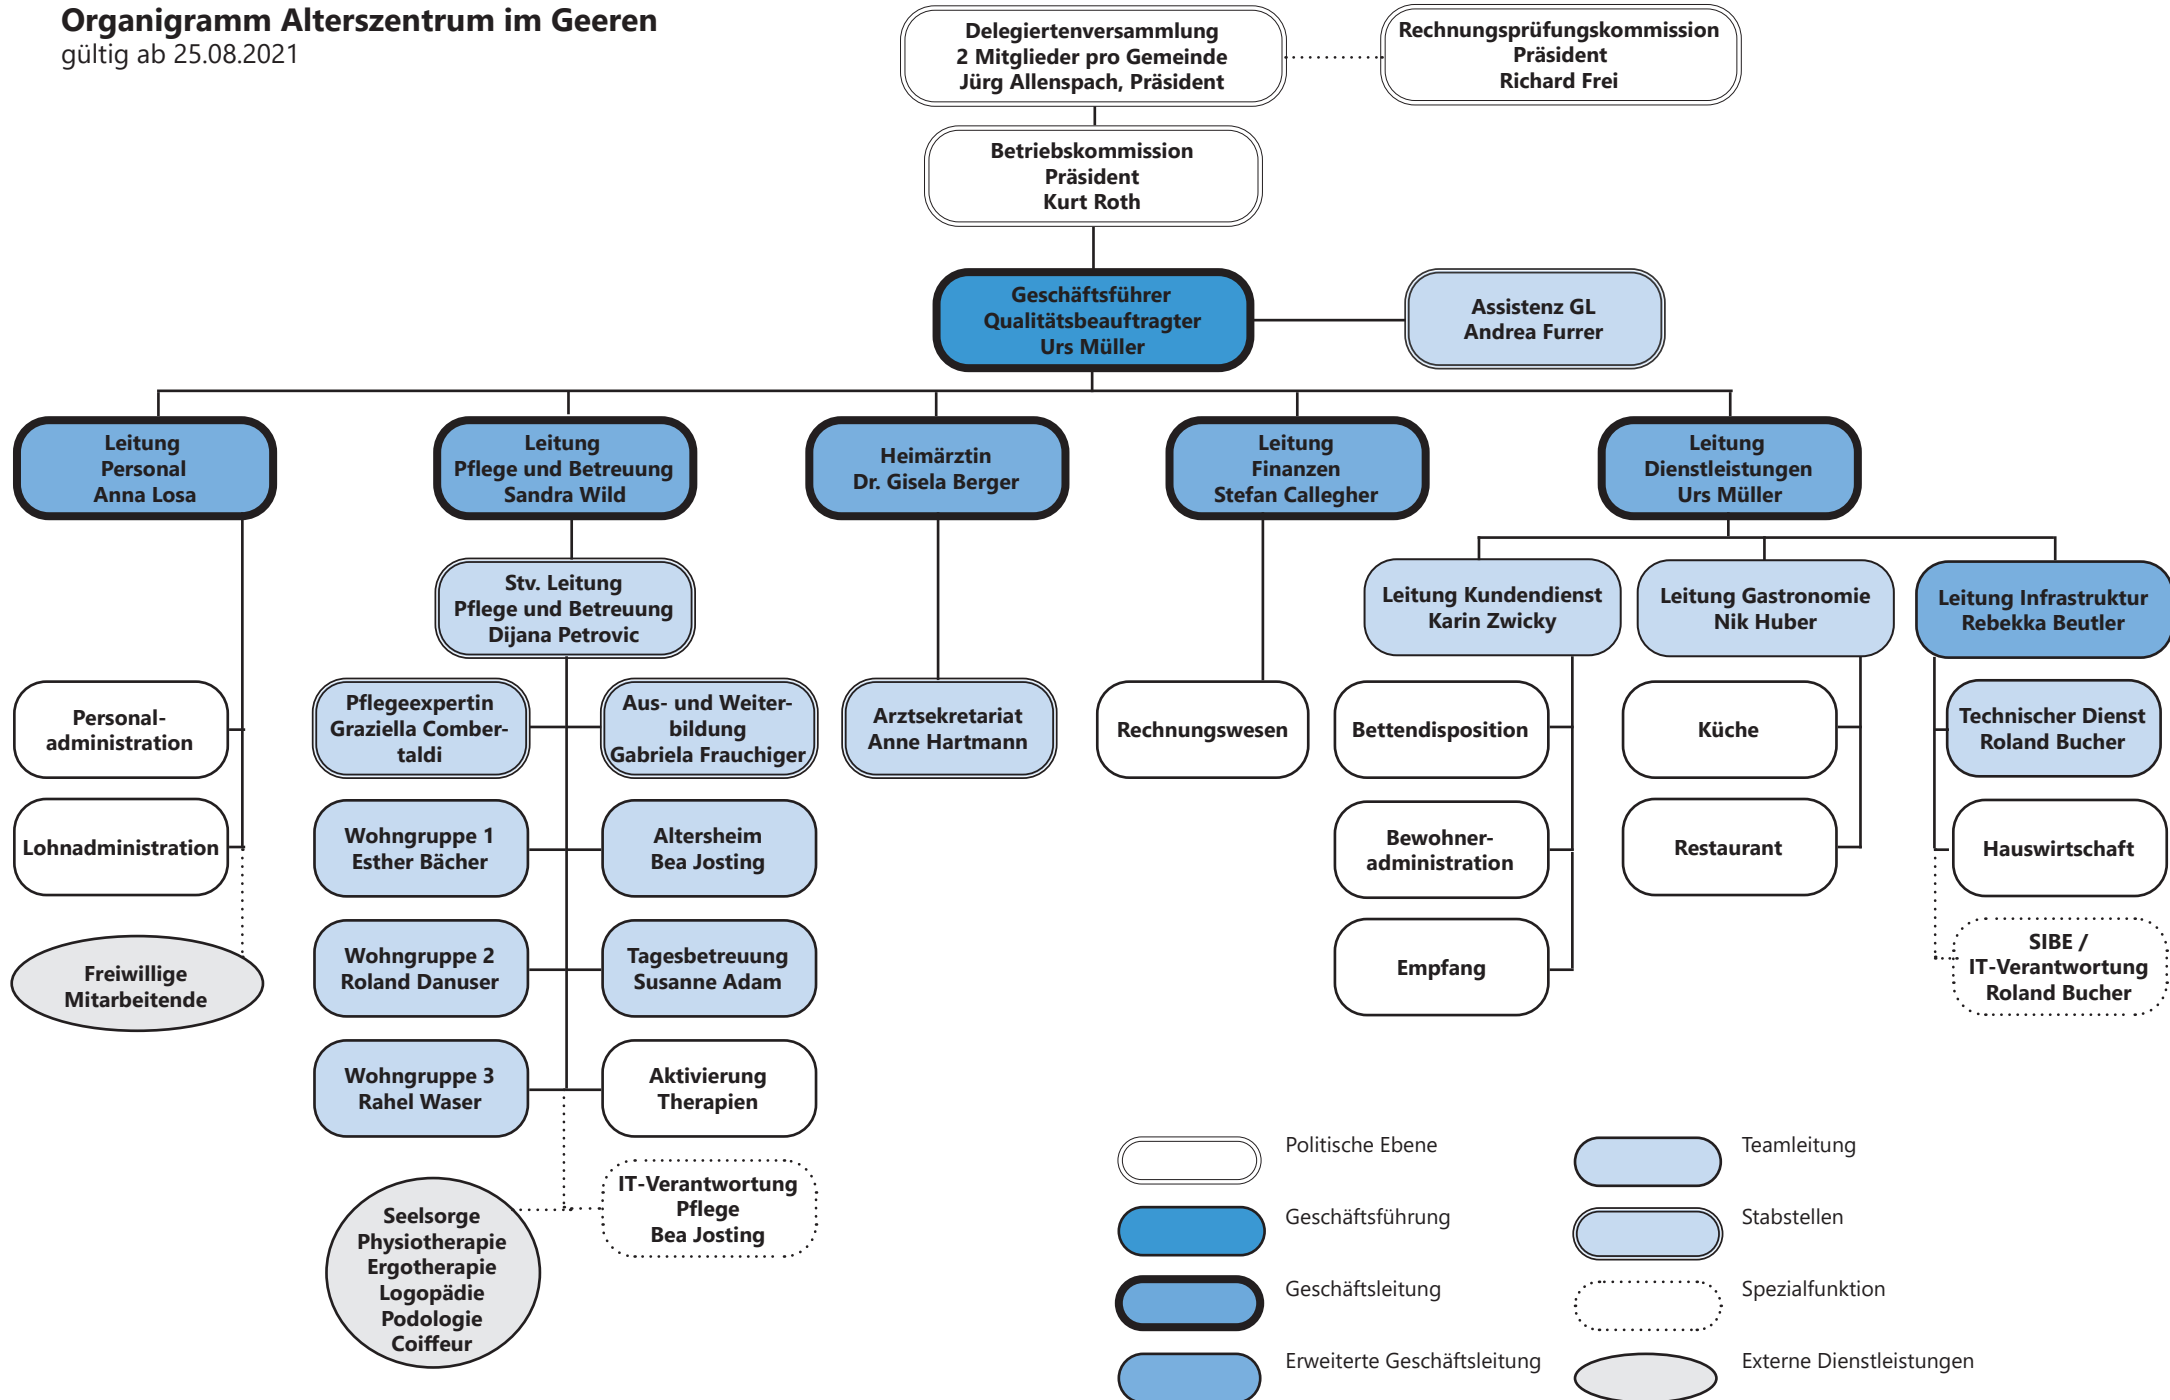 Organigramm Alterszentrum im Geeren
gültig ab 25.08.2021
Delegiertenversammlung
2 Mitglieder pro Gemeinde
Jürg Allenspach, Präsident
Rechnungsprüfungskommission
Präsident
Richard Frei
Betriebskommission
Präsident
Kurt Roth
Geschäftsführer
Qualitätsbeauftragter
Urs Müller
Assistenz GL
Andrea Furrer
Leitung
Personal
Anna Losa
Leitung
Pflege und Betreuung
Sandra Wild
Heimärztin
Dr. Gisela Berger
Leitung
Finanzen
Stefan Callegher
Leitung
Dienstleistungen
Urs Müller
Stv. Leitung
Pflege und Betreuung
Dijana Petrovic
Leitung Kundendienst
Karin Zwicky
Leitung Gastronomie
Nik Huber
Leitung Infrastruktur
Rebekka Beutler
Personal-
administration
Pflegeexpertin
Graziella Comber-
taldi
Aus- und Weiter-
bildung
Gabriela Frauchiger
Arztsekretariat
Anne Hartmann
Rechnungswesen
Bettendisposition
Küche
Technischer Dienst
Roland Bucher
Lohnadministration
Wohngruppe 1
Esther Bächer
Altersheim
Bea Josting
Bewohner-
administration
Restaurant
Hauswirtschaft
Freiwillige
Mitarbeitende
Wohngruppe 2
Roland Danuser
Tagesbetreuung
Susanne Adam
Empfang
SIBE /
IT-Verantwortung
Roland Bucher
Wohngruppe 3
Rahel Waser
Aktivierung
Therapien
Seelsorge
Physiotherapie
Ergotherapie
Logopädie
Podologie
Coiffeur
IT-Verantwortung
Pflege
Bea Josting
Politische Ebene
Geschäftsführung
Geschäftsleitung
Erweiterte Geschäftsleitung
Teamleitung
Stabstellen
Spezialfunktion
Externe Dienstleistungen